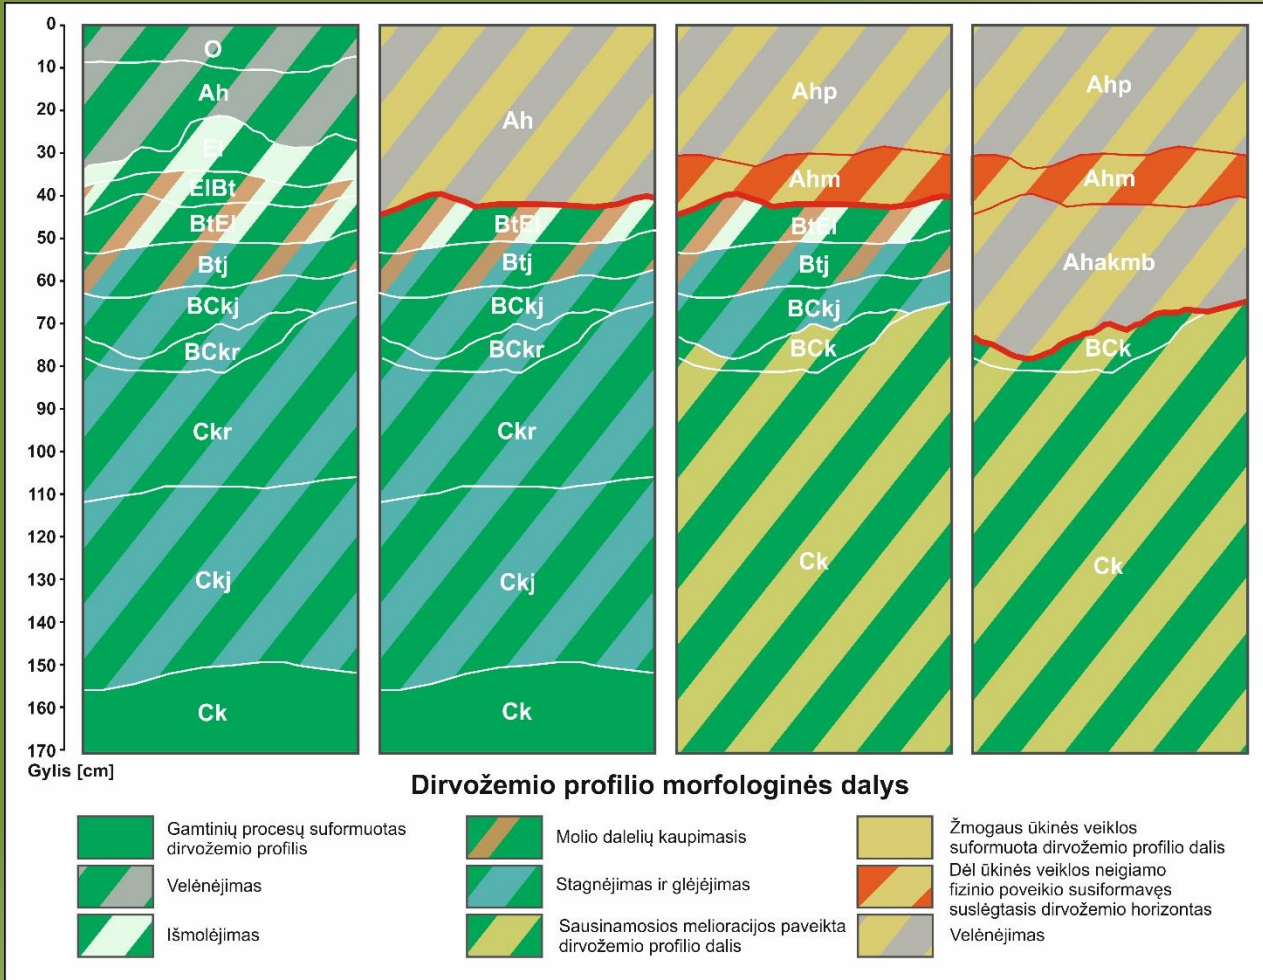 0
10
20
30
40
50
60
70
80
90
100
110
120
130
140
150
160
170
Gylis [cm]
O
Ah
El
ElBt
BtEl
Btj
BCkj
BCkr
Ckr
Ckj
Ck
Ah
BtEl
Btj
BCkj
BCkr
Ckr
Ckj
Ck
Ahp
Ahm
BtEl
Btj
BCkj
BCk
Ck
Ahp
Ahm
Ahakmb
BCk
Ck
Dirvožemio profilio morfologinės dalys
Gamtinių procesų suformuotas
dirvožemio profilis
Velėnėjimas
Išmolėjimas
Molio dalelių kaupimasis
Stagnėjimas ir glėjėjimas
Sausinamosios melioracijos paveikta
dirvožemio profilio dalis
Žmogaus ūkinės veiklos
suformuota dirvožemio profilio dalis
Dėl ūkinės veiklos neigiamo
fizinio poveikio susiformavęs
suslėgtasis dirvožemio horizontas
Velėnėjimas